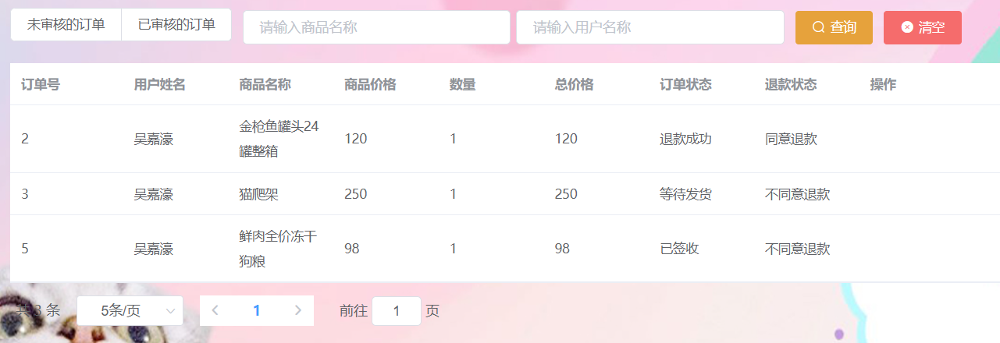 未审核的订单 已审核的订单 请输入商品名称 请输入用户名称 查询 清空
订单号 用户姓名 商品名称 商品价格 数量 总价格 订单状态 退款状态 操作
2 吴嘉濠 金枪鱼罐头24 120 1 120 退款成功 同意退款
罐整箱
3 吴嘉濠 猫爬架 250 1 250 等待发货 不同意退款
5 吴嘉濠 鲜肉全价冻干 98 1 98 已签收 不同意退款
狗粮
共 3 条 5条/页 1 前往 1 页